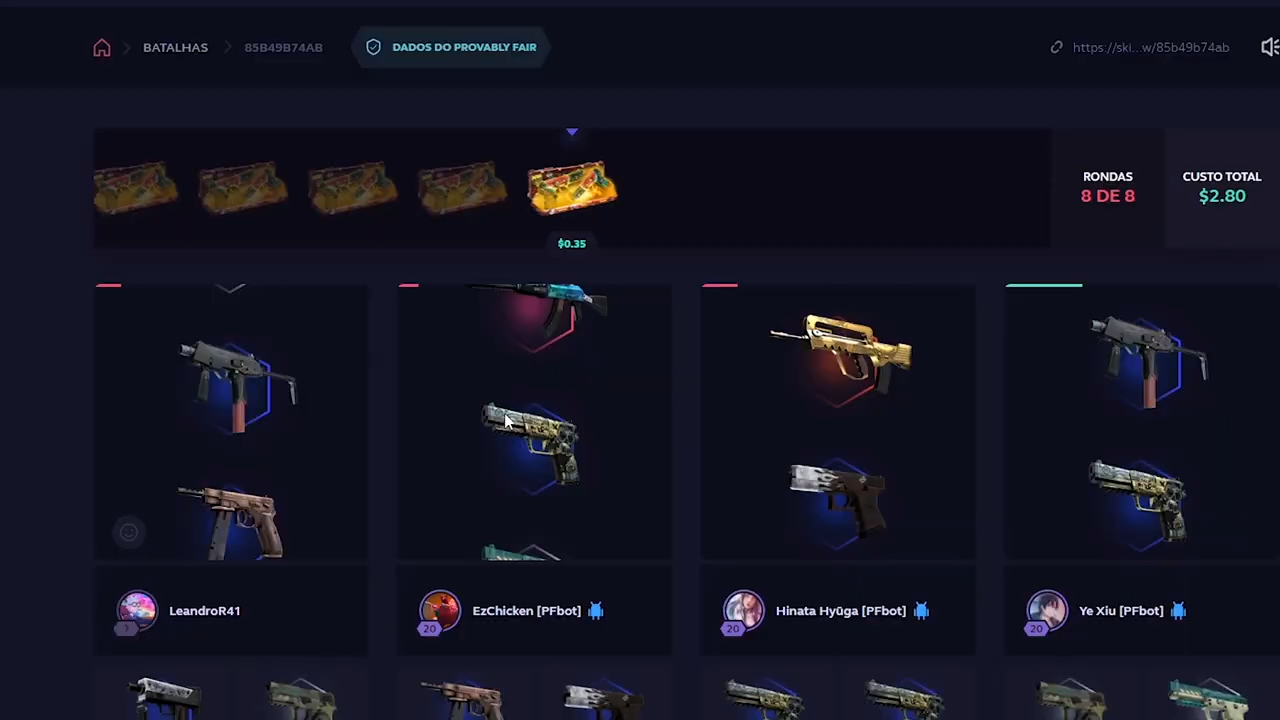 BATALHAS
85B49B74AB
DADOS DO PROVABLY FAIR
https://ski...w/85b49b74ab
RONDAS
8 DE 8
CUSTO TOTAL
$2.80
$0.35
LeandroR41
EzChicken [PFbot]
20
Hinata Hyūga [PFbot]
20
Ye Xiu [PFbot]
20